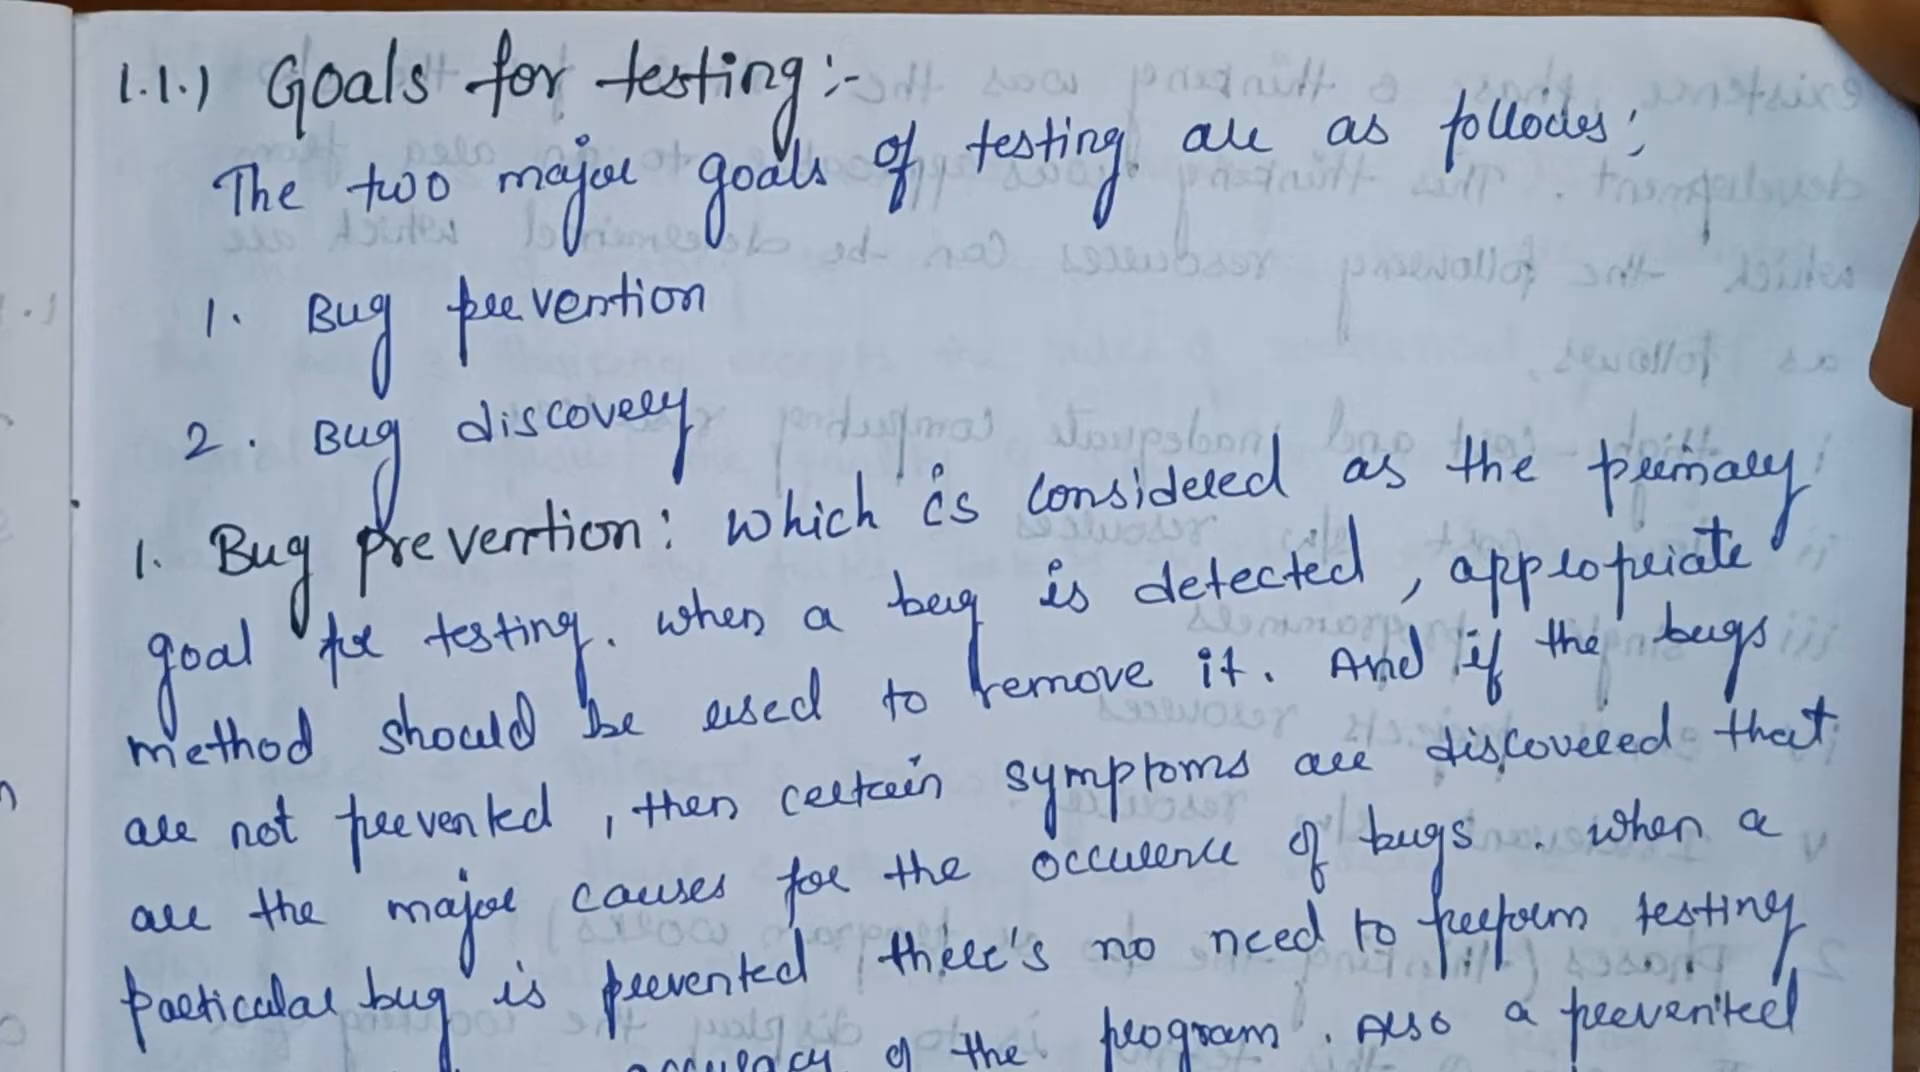 1.1.1 Goals for testing:-
The two major goals of testing are as follows;
1. Bug prevention
2. Bug discovery
1. Bug prevention: which is considered as the primary
goal for testing. when a bug is detected, appropriate
method should be used to remove it. And if the bugs
are not prevented, then certain symptoms are discovered that
are the major causes for the occurence of bugs. when a
particular bug is prevented there's no need to perform testing
accuracy of the program. Also a prevented